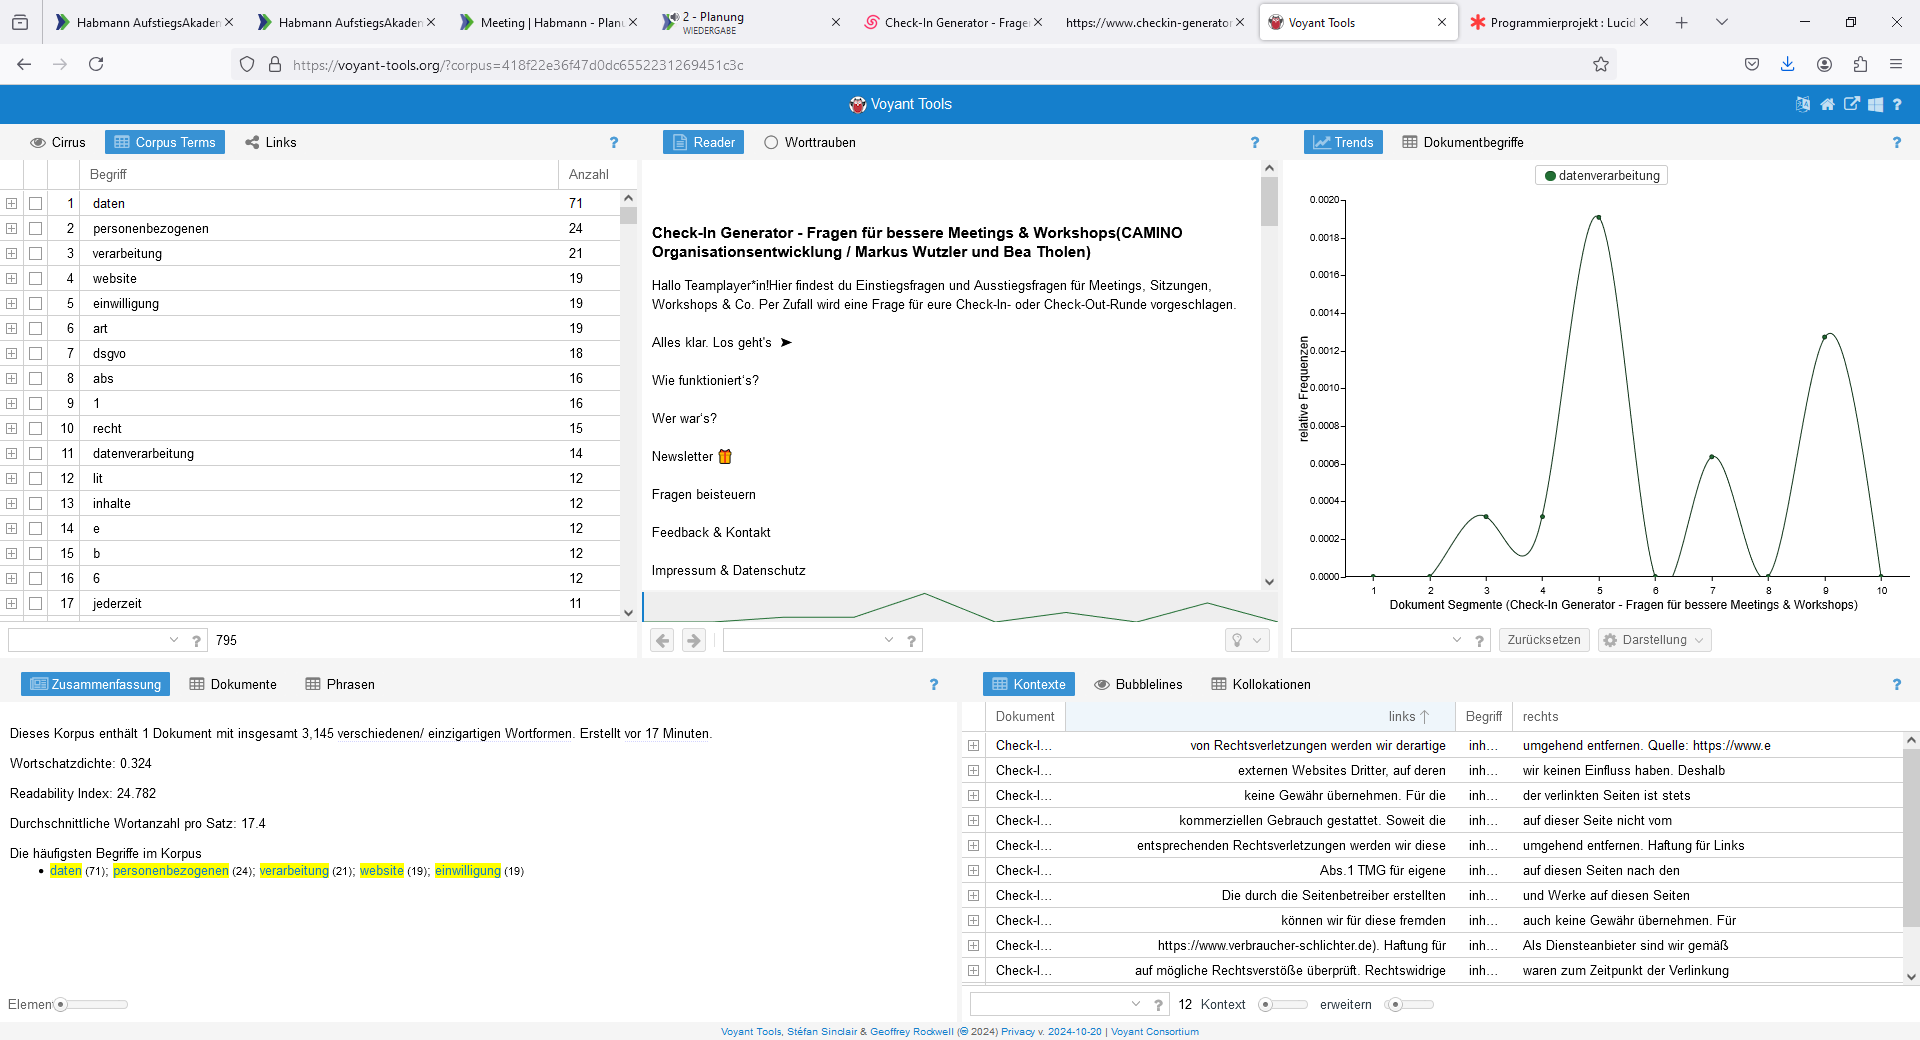 Habmann AufstiegsAkaden
Habmann AufstiegsAkaden
Meeting | Habmann - Planu
2 - Planung
WIEDERGABE
Check-In Generator - Frage
https://www.checkin-generator
Voyant Tools
Programmierprojekt : Lucid
https://voyant-tools.org/?corpus=418f22e36f47d0dc6552231269451c3c
Voyant Tools
Cirrus
Corpus Terms
Links
?
Begriff Anzahl
1 daten 71
2 personenbezogenen 24
3 verarbeitung 21
4 website 19
5 einwilligung 19
6 art 19
7 dsgvo 18
8 abs 16
9 1 16
10 recht 15
11 datenverarbeitung 14
12 lit 12
13 inhalte 12
14 e 12
15 b 12
16 6 12
17 jederzeit 11
? 795
Reader
Worttrauben
?
Check-In Generator - Fragen für bessere Meetings & Workshops(CAMINO
Organisationsentwicklung / Markus Wutzler und Bea Tholen)
Hallo Teamplayer*in!Hier findest du Einstiegsfragen und Ausstiegsfragen für Meetings, Sitzungen,
Workshops & Co. Per Zufall wird eine Frage für eure Check-In- oder Check-Out-Runde vorgeschlagen.
Alles klar. Los geht's ➤
Wie funktioniert‘s?
Wer war‘s?
Newsletter 🎁
Fragen beisteuern
Feedback & Kontakt
Impressum & Datenschutz
?
Trends
Dokumentbegriffe
?
datenverarbeitung
relative Frequenzen
0.0020
0.0018
0.0016
0.0014
0.0012
0.0010
0.0008
0.0006
0.0004
0.0002
0.0000
1 2 3 4 5 6 7 8 9 10
Dokument Segmente (Check-In Generator - Fragen für bessere Meetings & Workshops)
? Zurücksetzen Darstellung
Zusammenfassung
Dokumente
Phrasen
?
Dieses Korpus enthält 1 Dokument mit insgesamt 3,145 verschiedenen/ einzigartigen Wortformen. Erstellt vor 17 Minuten.
Wortschatzdichte: 0.324
Readability Index: 24.782
Durchschnittliche Wortanzahl pro Satz: 17.4
Die häufigsten Begriffe im Korpus
• daten (71); personenbezogenen (24); verarbeitung (21); website (19); einwilligung (19)
Elemen
Kontexte
Bubblelines
Kollokationen
?
Dokument links Begriff rechts
Check-I... von Rechtsverletzungen werden wir derartige inh... umgehend entfernen. Quelle: https://www.e
Check-I... externen Websites Dritter, auf deren inh... wir keinen Einfluss haben. Deshalb
Check-I... keine Gewähr übernehmen. Für die inh... der verlinkten Seiten ist stets
Check-I... kommerziellen Gebrauch gestattet. Soweit die inh... auf dieser Seite nicht vom
Check-I... entsprechenden Rechtsverletzungen werden wir diese inh... umgehend entfernen. Haftung für Links
Check-I... Abs.1 TMG für eigene inh... auf diesen Seiten nach den
Check-I... Die durch die Seitenbetreiber erstellten inh... und Werke auf diesen Seiten
Check-I... können wir für diese fremden inh... auch keine Gewähr übernehmen. Für
Check-I... https://www.verbraucher-schlichter.de). Haftung für inh... Als Diensteanbieter sind wir gemäß
Check-I... auf mögliche Rechtsverstöße überprüft. Rechtswidrige inh... waren zum Zeitpunkt der Verlinkung
? 12 Kontext erweitern
Voyant Tools, Stéfan Sinclair & Geoffrey Rockwell (🄯 2024) Privacy v. 2024-10-20 | Voyant Consortium